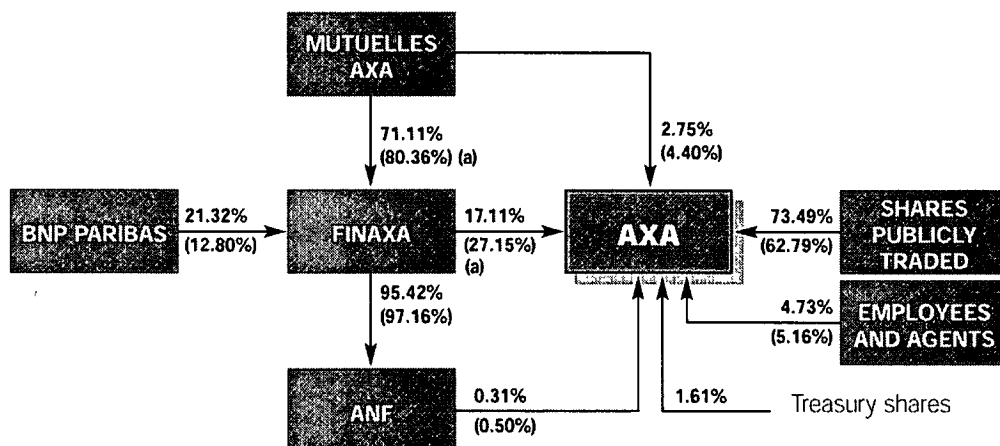 MUTUELLES
AXA
71.11%
(80.36%) (a)
2.75%
(4.40%)
BNP PARIBAS
21.32%
(12.80%)
FINAXA
17.11%
(27.15%)
(a)
AXA
73.49%
(62.79%)
SHARES
PUBLICLY
TRADED
95.42%
(97.16%)
4.73%
(5.16%)
EMPLOYEES
AND AGENTS
ANF
0.31%
(0.50%)
1.61%
Treasury shares